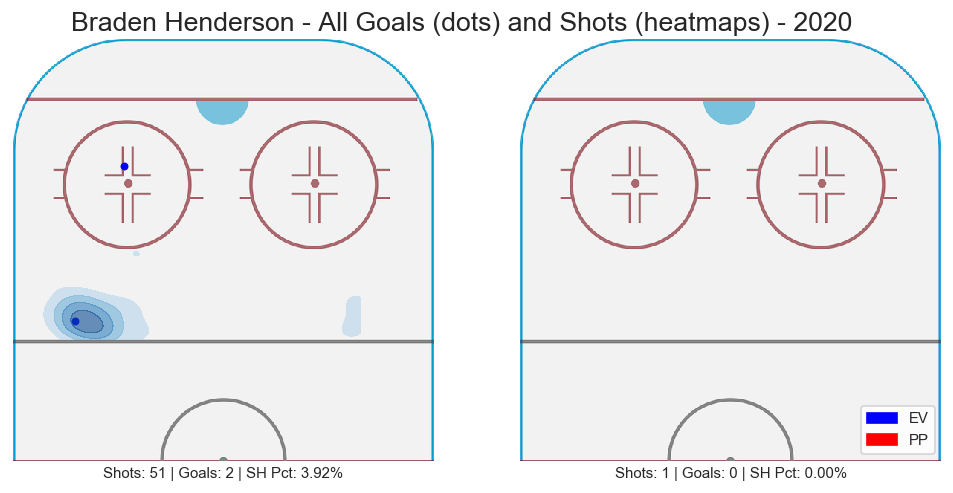 Braden Henderson - All Goals (dots) and Shots (heatmaps) - 2020
EV
PP
Shots: 51 | Goals: 2 | SH Pct: 3.92%
Shots: 1 | Goals: 0 | SH Pct: 0.00%